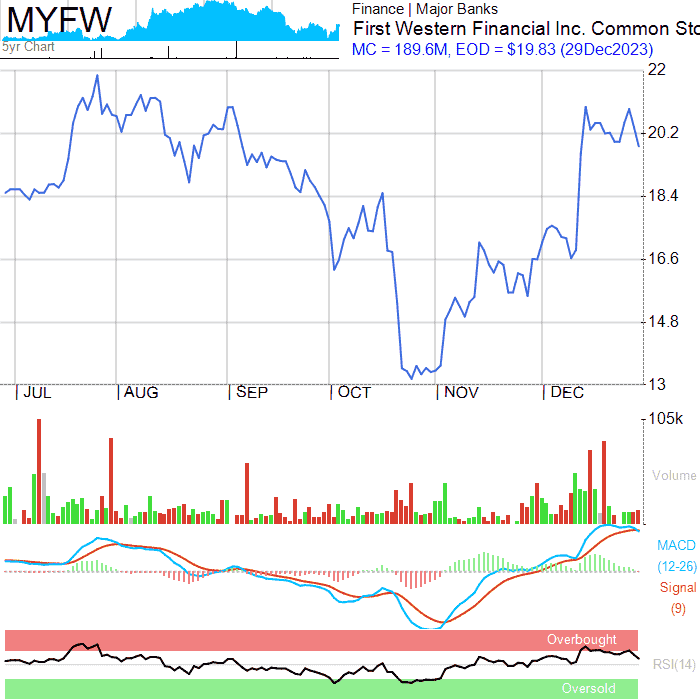 MYFW
5yr Chart
Finance | Major Banks
First Western Financial Inc. Common Sto
MC = 189.6M, EOD = $19.83 (29Dec2023)
22
20.2
18.4
16.6
14.8
13
JUL AUG SEP OCT NOV DEC
105k
Volume
MACD
(12-26)
Signal
(9)
Overbought
RSI(14)
Oversold